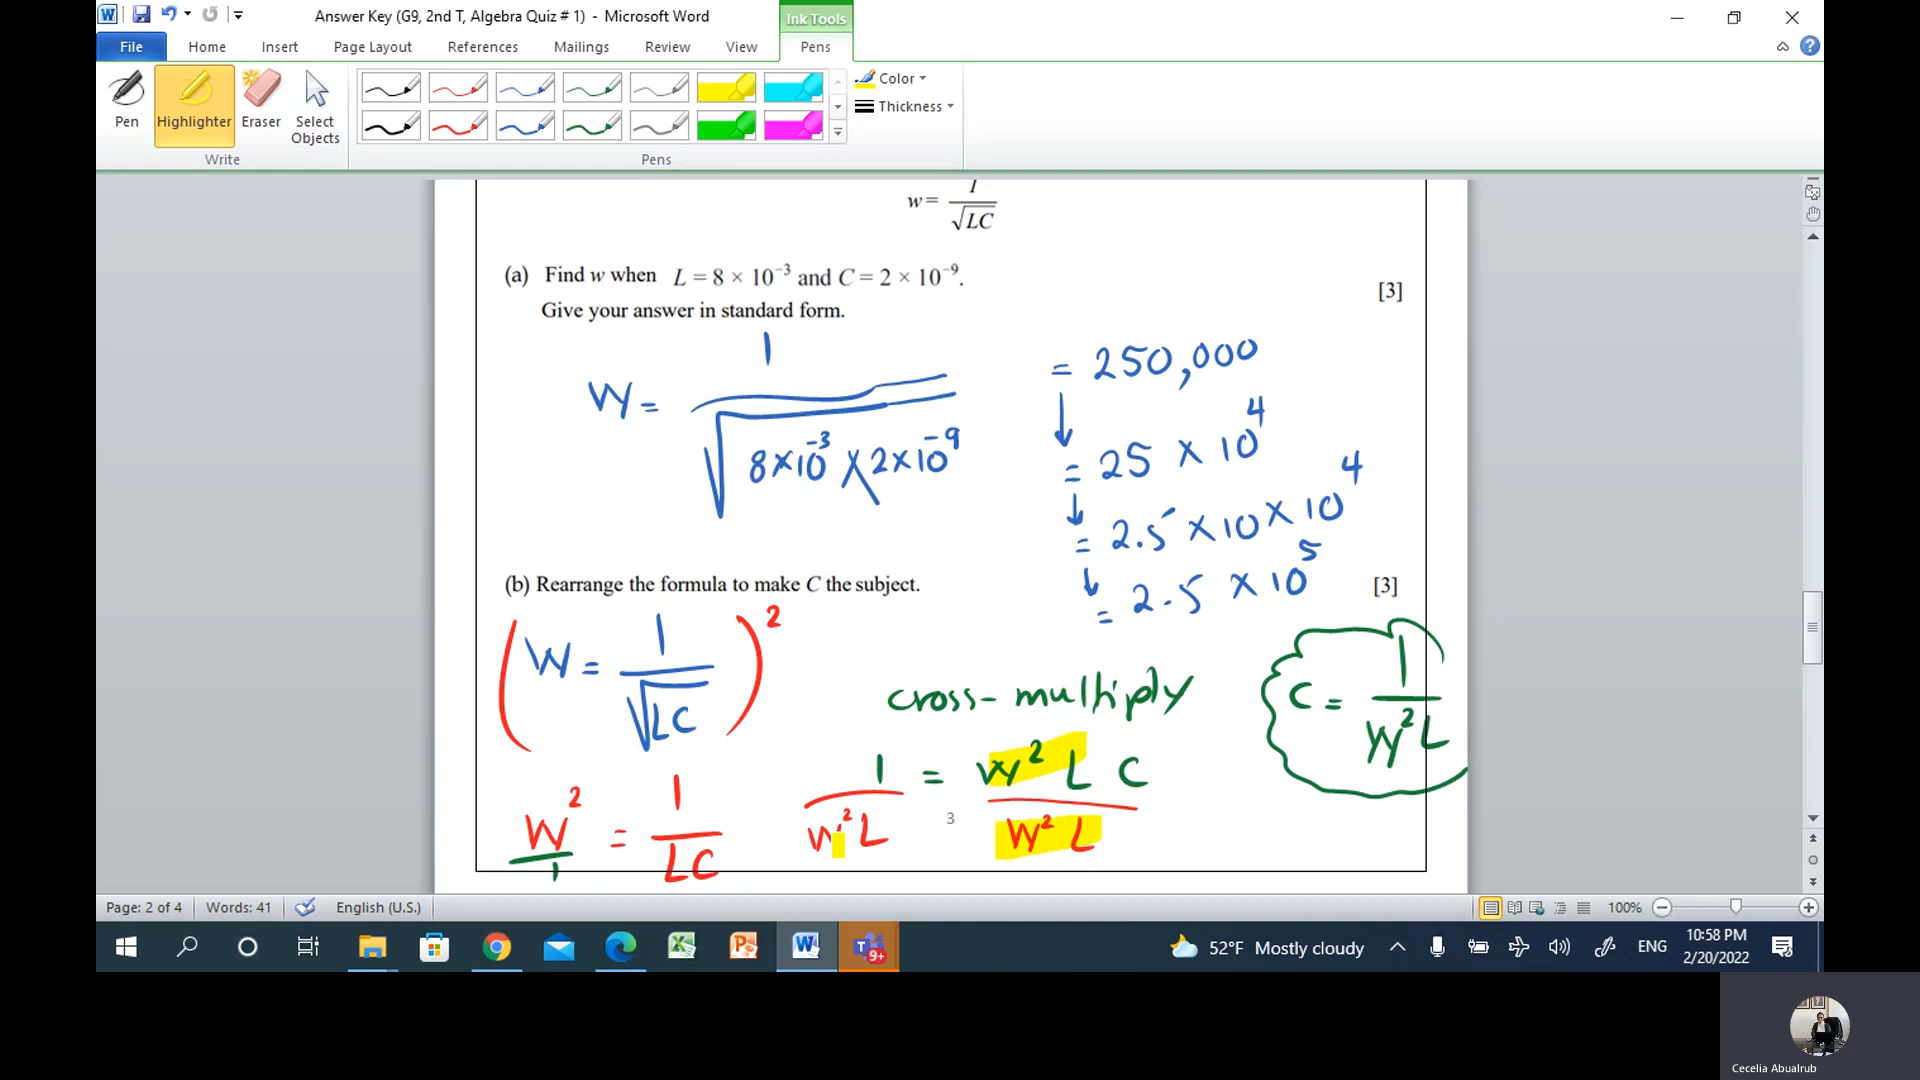 Answer Key (G9, 2nd T, Algebra Quiz # 1) - Microsoft Word
Ink Tools
File Home Insert Page Layout References Mailings Review View Pens
Pen Highlighter Eraser Select Objects
Color
Thickness
Write
Pens
w = 1/√LC
(a) Find w when L = 8 × 10⁻³ and C = 2 × 10⁻⁹.
[3]
Give your answer in standard form.
W = 1/√(8×10⁻³ × 2×10⁻⁹)
= 250,000
= 25 × 10⁴
= 2.5 × 10 × 10⁴
= 2.5 × 10⁵
(b) Rearrange the formula to make C the subject.
[3]
(W = 1/√LC)²
W²/1 = 1/LC
cross-multiply
1/W²L = W² L C/W² L
C = 1/W²L
3
Page: 2 of 4 Words: 41 English (U.S.) 100%
52°F Mostly cloudy ENG 10:58 PM
2/20/2022
9+
Cecelia Abualrub